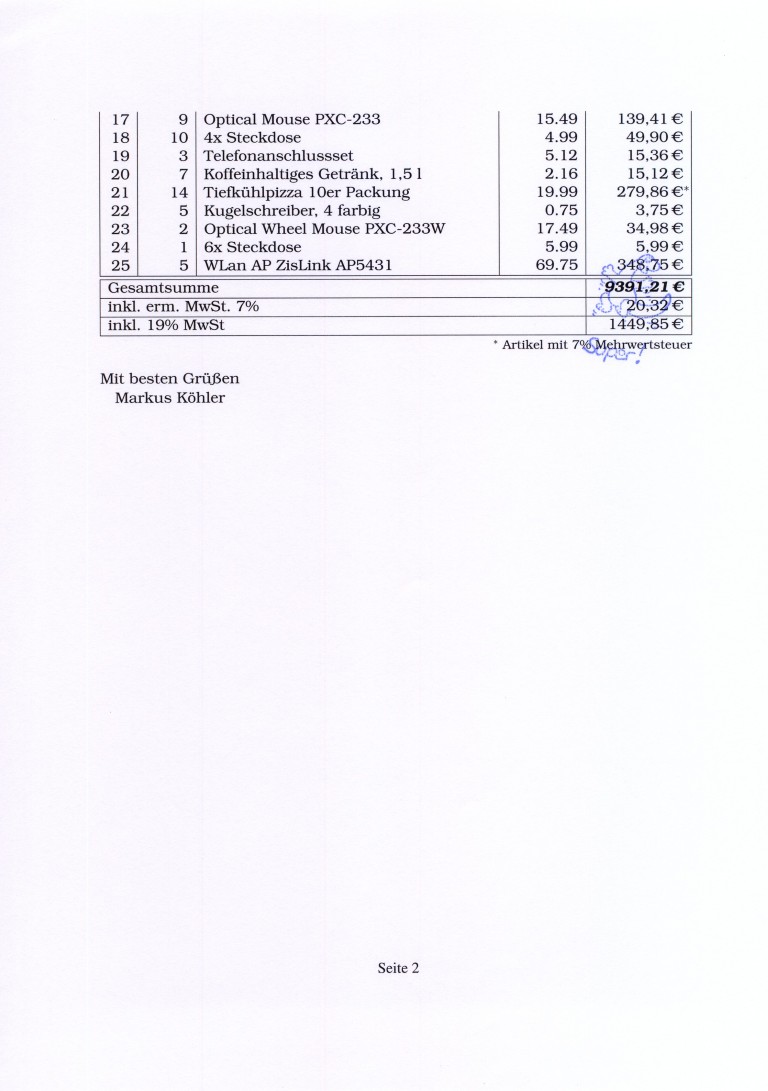 17 9 Optical Mouse PXC-233 15.49 139,41 €
18 10 4x Steckdose 4.99 49,90 €
19 3 Telefonanschlussset 5.12 15,36 €
20 7 Koffeinhaltiges Getränk, 1,5 l 2.16 15,12 €
21 14 Tiefkühlpizza 10er Packung 19.99 279,86 €*
22 5 Kugelschreiber, 4 farbig 0.75 3,75 €
23 2 Optical Wheel Mouse PXC-233W 17.49 34,98 €
24 1 6x Steckdose 5.99 5,99 €
25 5 WLan AP ZisLink AP5431 69.75 348,75 €
Gesamtsumme 9391,21 €
inkl. erm. MwSt. 7% 20,32 €
inkl. 19% MwSt 1449,85 €
* Artikel mit 7% Mehrwertsteuer
Super!
Mit besten Grüßen
Markus Köhler
Seite 2